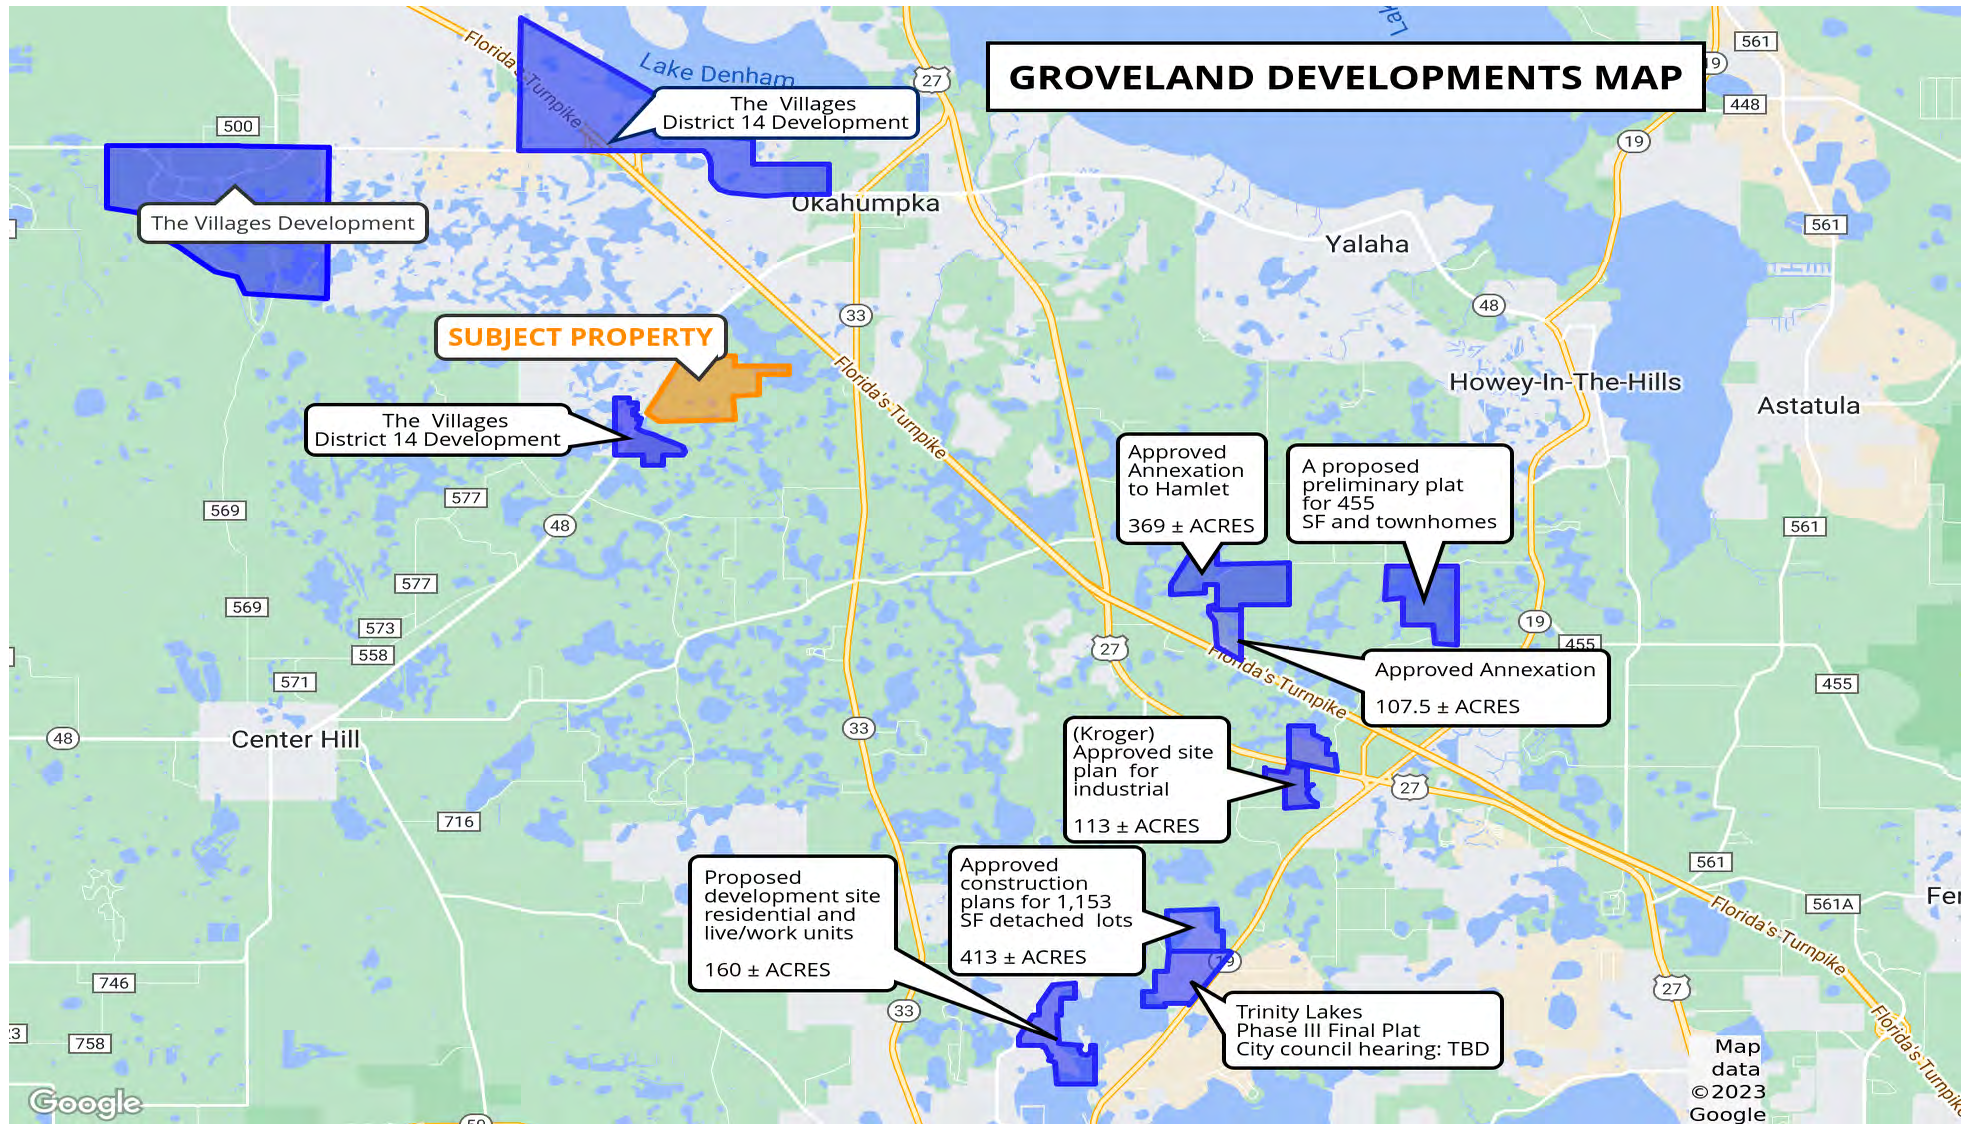 GROVELAND DEVELOPMENTS MAP
Florida's Turnpike
Lake Denham
27
561
19
448
500
The Villages
District 14 Development
19
The Villages Development
Okahumpka
561
Yalaha
48
33
SUBJECT PROPERTY
Florida's Turnpike
Howey-In-The-Hills
Astatula
The Villages
District 14 Development
Approved
Annexation
to Hamlet
369 ± ACRES
A proposed
preliminary plat
for 455
SF and townhomes
577
569
48
561
577
569
573
558
571
19
455
27
Florida's Turnpike
Approved Annexation
107.5 ± ACRES
455
Center Hill
48
33
(Kroger)
Approved site
plan for
industrial
113 ± ACRES
27
716
561
561A
Florida's Turnpike
Proposed
development site
residential and
live/work units
160 ± ACRES
Approved
construction
plans for 1,153
SF detached lots
413 ± ACRES
19
746
758
33
27
Trinity Lakes
Phase III Final Plat
City council hearing: TBD
Florida's Turnpike
Map
data
©2023
Google
Google